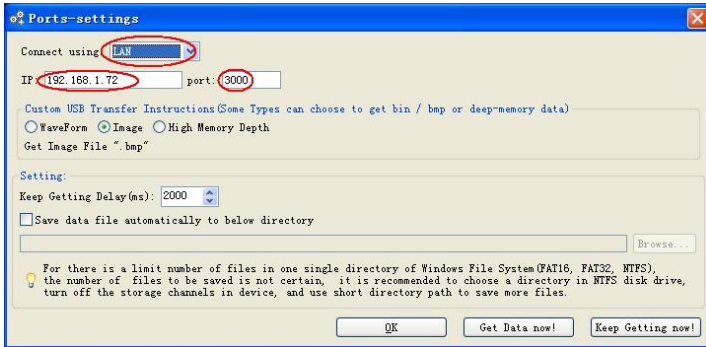 Ports-settings
Connect using LAN
IP: 192.168.1.72 port: 3000
Custom USB Transfer Instructions(Some Types can choose to get bin / bmp or deep-memory data)
WaveForm Image High Memory Depth
Get Image File ".bmp"
Setting:
Keep Getting Delay(ms): 2000
Save data file automatically to below directory
Browse...
For there is a limit number of files in one single directory of Windows File System(FAT16, FAT32, NTFS),
the number of files to be saved is not certain, it is recommended to choose a directory in NTFS disk drive,
turn off the storage channels in device, and use short directory path to save more files.
OK Get Data now! Keep Getting now!